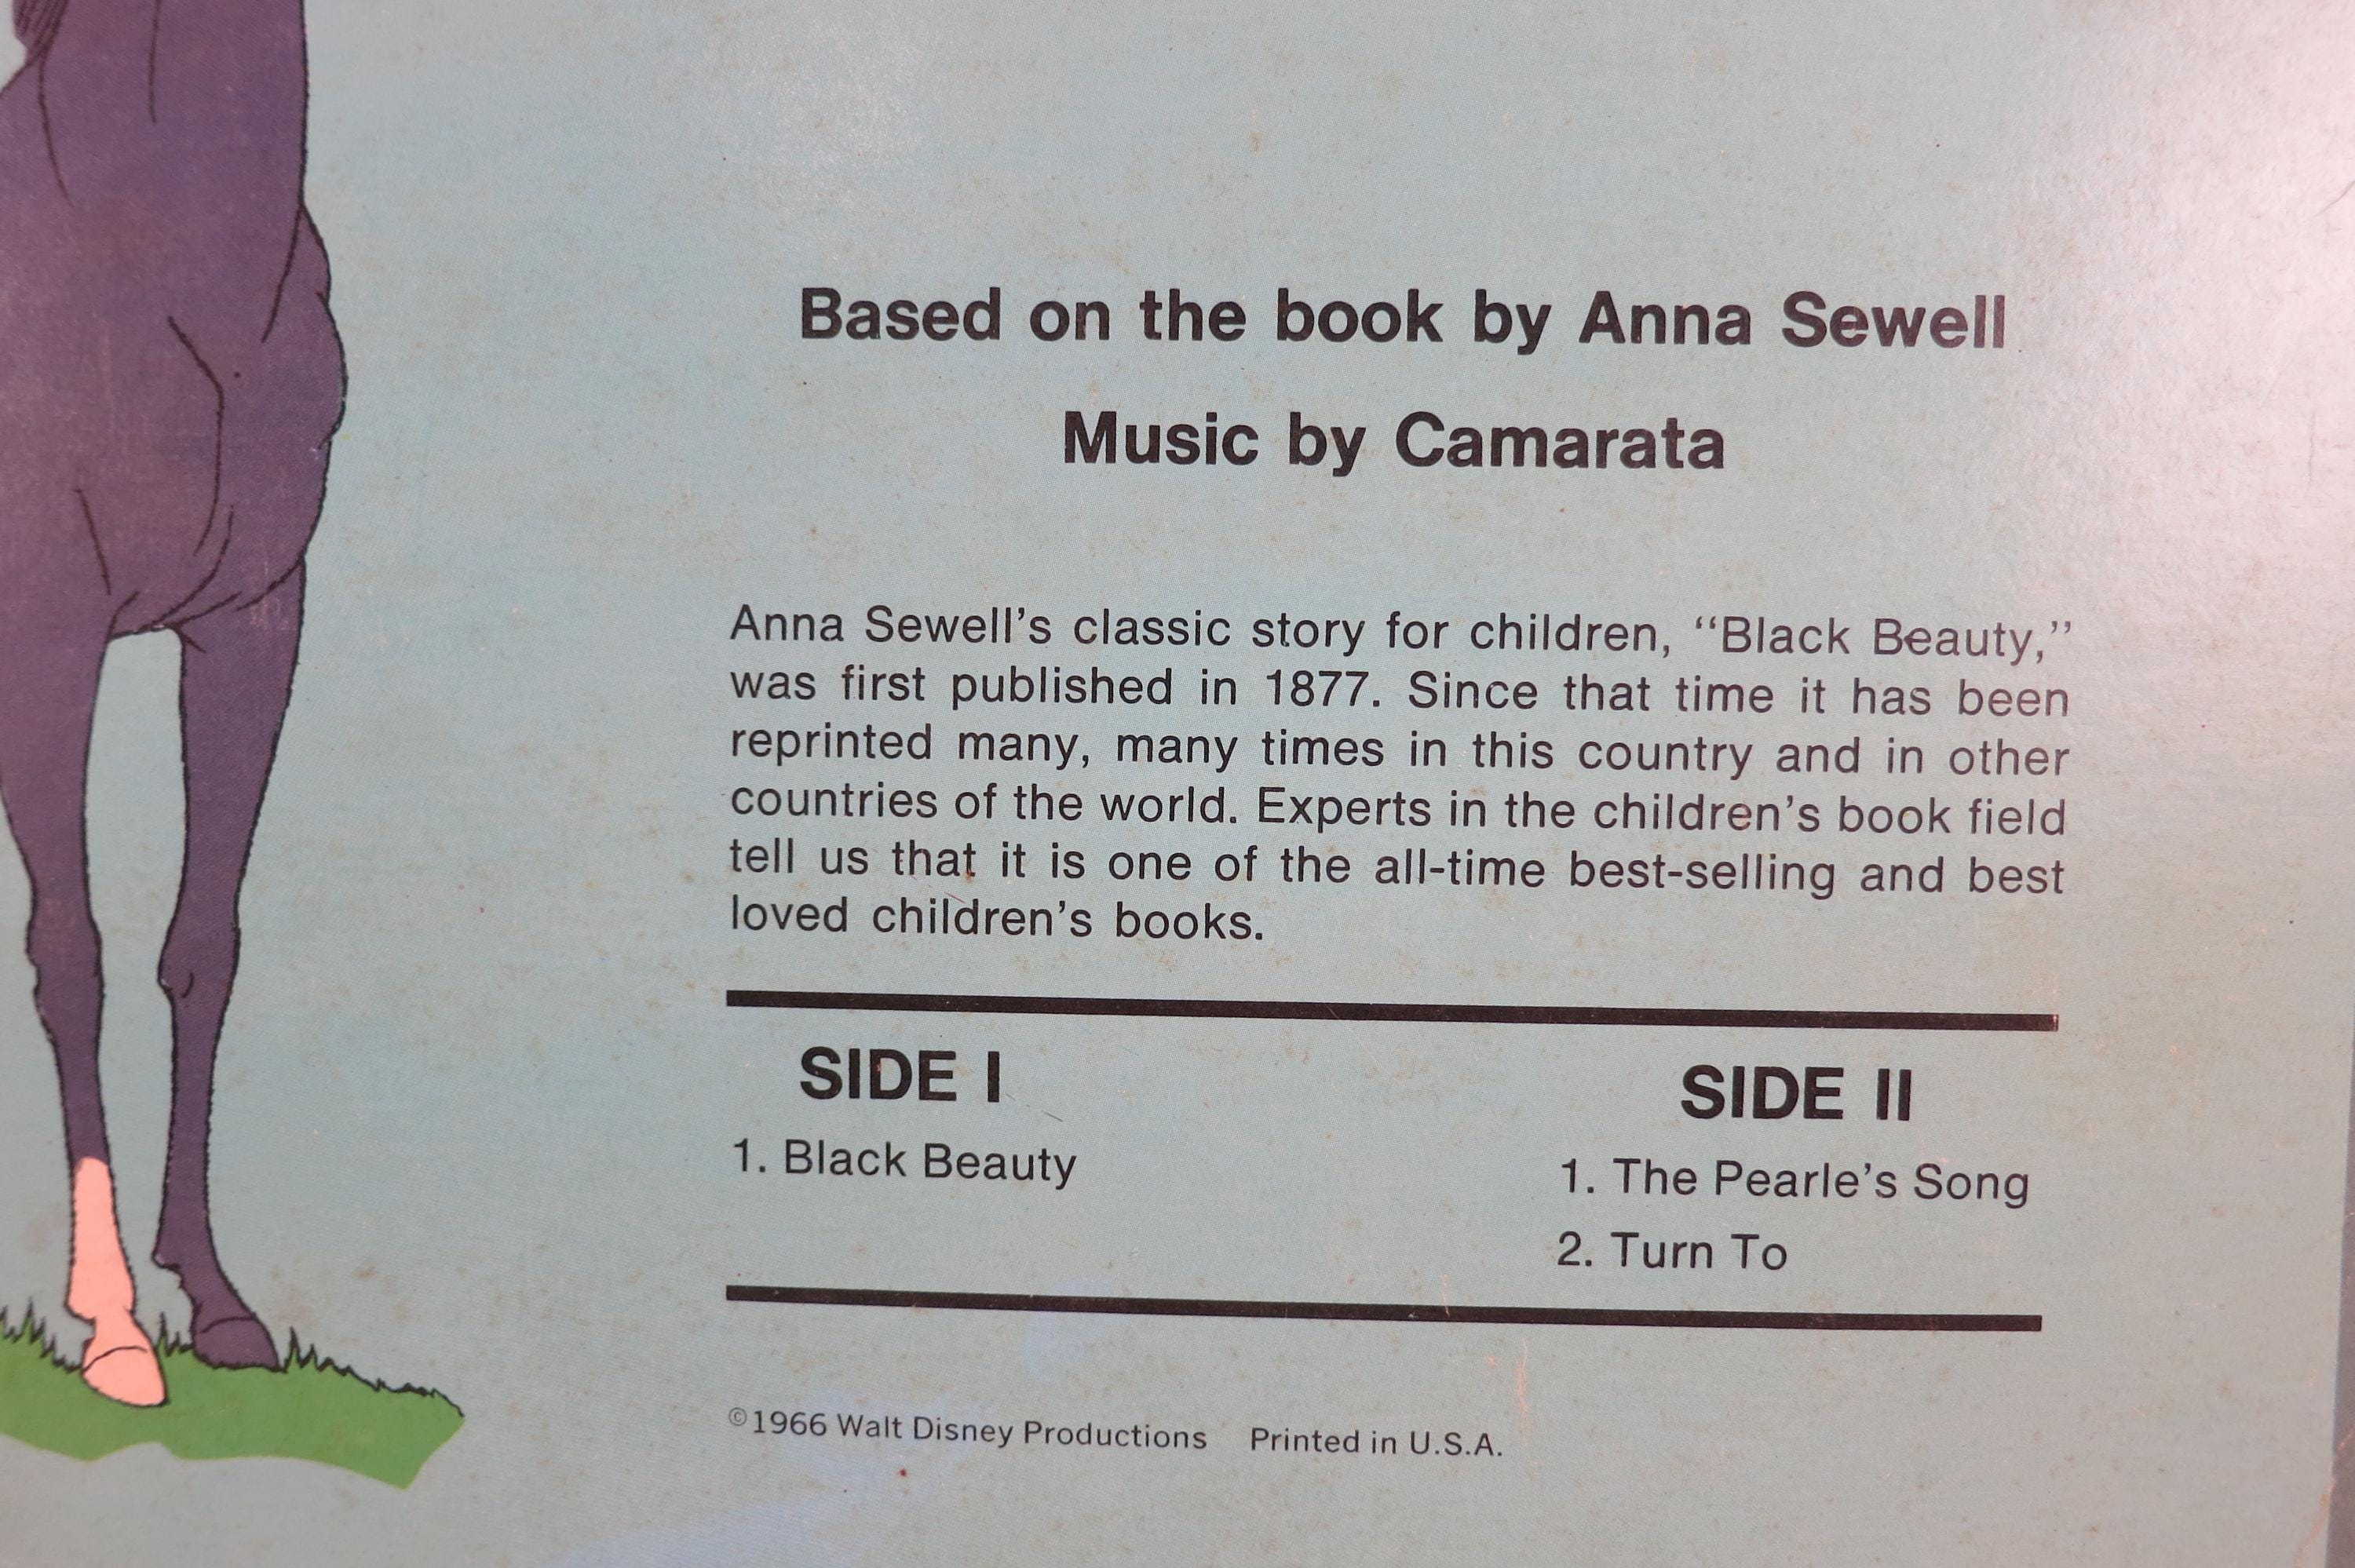 Based on the book by Anna Sewell
Music by Camarata
Anna Sewell's classic story for children, “Black Beauty,”
was first published in 1877. Since that time it has been
reprinted many, many times in this country and in other
countries of the world. Experts in the children's book field
tell us that it is one of the all-time best-selling and best
loved children's books.
SIDE I
1. Black Beauty
SIDE II
1. The Pearle's Song
2. Turn To
©1966 Walt Disney Productions Printed in U.S.A.